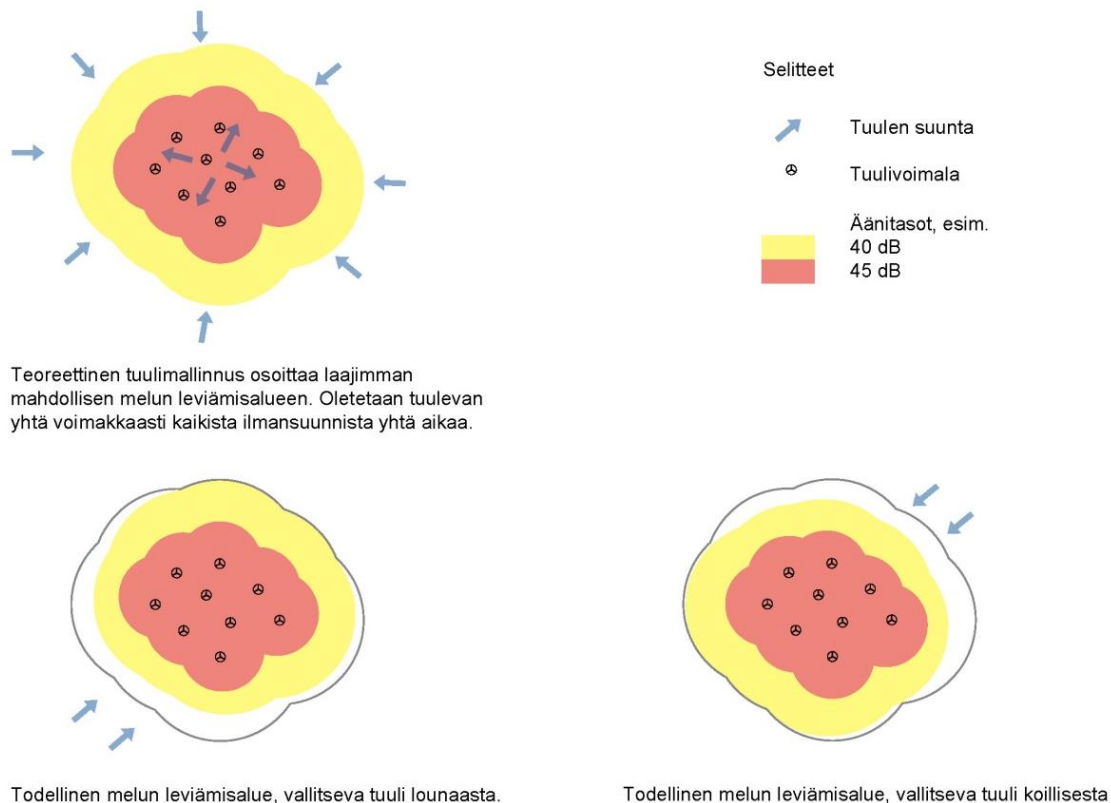 Selitteet
Tuulen suunta
Tuulivoimala
Äänitasot, esim.
40 dB
45 dB
Teoreettinen tuulimallinnus osoittaa laajimman
mahdollisen melun leviämisalueen. Oletetaan tuulevan
yhtä voimakkaasti kaikista ilmansuunnista yhtä aikaa.
Todellinen melun leviämisalue, vallitseva tuuli lounaasta.
Todellinen melun leviämisalue, vallitseva tuuli koillisesta